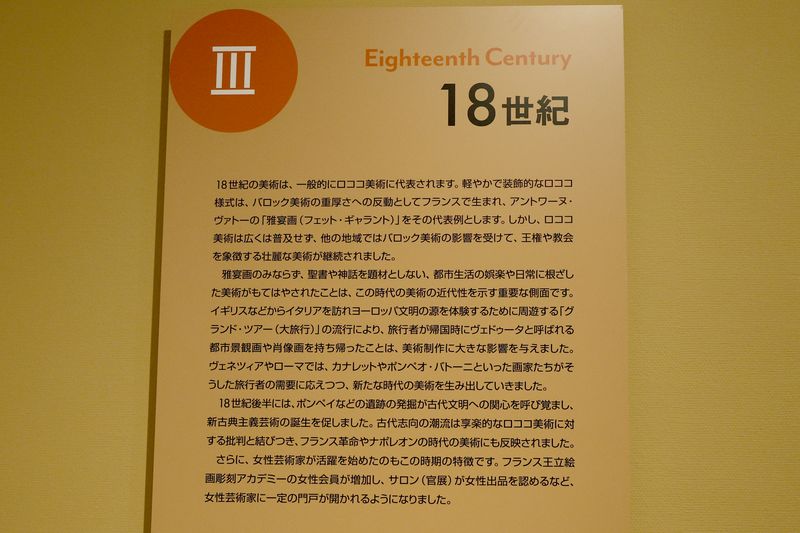 Ⅲ
Eighteenth Century
18世紀
18世紀の美術は、一般的にロココ美術に代表されます。軽やかで装飾的なロココ
様式は、バロック美術の重厚さへの反動としてフランスで生まれ、アントワーヌ・
ヴァトーの「雅宴画（フェット・ギャラント）」をその代表例とします。しかし、ロココ
美術は広くは普及せず、他の地域ではバロック美術の影響を受けて、王権や教会
を象徴する壮麗な美術が継続されました。
雅宴画のみならず、聖書や神話を題材としない、都市生活の娯楽や日常に根ざし
た美術がもてはやされたことは、この時代の美術の近代性を示す重要な側面です。
イギリスなどからイタリアを訪れヨーロッパ文明の源を体験するために周遊する「グ
ランド・ツアー（大旅行）」の流行により、旅行者が帰国時にヴェドゥータと呼ばれる
都市景観画や肖像画を持ち帰ったことは、美術制作に大きな影響を与えました。
ヴェネツィアやローマでは、カナレットやポンペオ・バトーニといった画家たちがそ
うした旅行者の需要に応えつつ、新たな時代の美術を生み出していきました。
18世紀後半には、ポンペイなどの遺跡の発掘が古代文明への関心を呼び覚まし、
新古典主義芸術の誕生を促しました。古代志向の潮流は享楽的なロココ美術に対
する批判と結びつき、フランス革命やナポレオンの時代の美術にも反映されました。
さらに、女性芸術家が活躍を始めたのもこの時期の特徴です。フランス王立絵
画彫刻アカデミーの女性会員が増加し、サロン（官展）が女性出品を認めるなど、
女性芸術家に一定の門戸が開かれるようになりました。